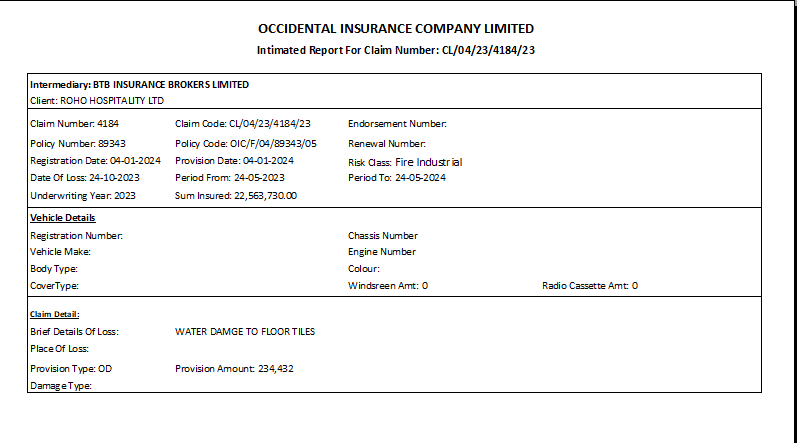 OCCIDENTAL INSURANCE COMPANY LIMITED
Intimated Report For Claim Number: CL/04/23/4184/23
Intermediary: BTB INSURANCE BROKERS LIMITED
Client: ROHO HOSPITALITY LTD
Claim Number: 4184 Claim Code: CL/04/23/4184/23 Endorsement Number:
Policy Number: 89343 Policy Code: OIC/F/04/89343/05 Renewal Number:
Registration Date: 04-01-2024 Provision Date: 04-01-2024 Risk Class: Fire Industrial
Date Of Loss: 24-10-2023 Period From: 24-05-2023 Period To: 24-05-2024
Underwriting Year: 2023 Sum Insured: 22,563,730.00
Vehicle Details
Registration Number: Chassis Number
Vehicle Make: Engine Number
Body Type: Colour:
CoverType: Windsreen Amt: 0 Radio Cassette Amt: 0
Claim Detail:
Brief Details Of Loss: WATER DAMGE TO FLOOR TILES
Place Of Loss:
Provision Type: OD Provision Amount: 234,432
Damage Type: